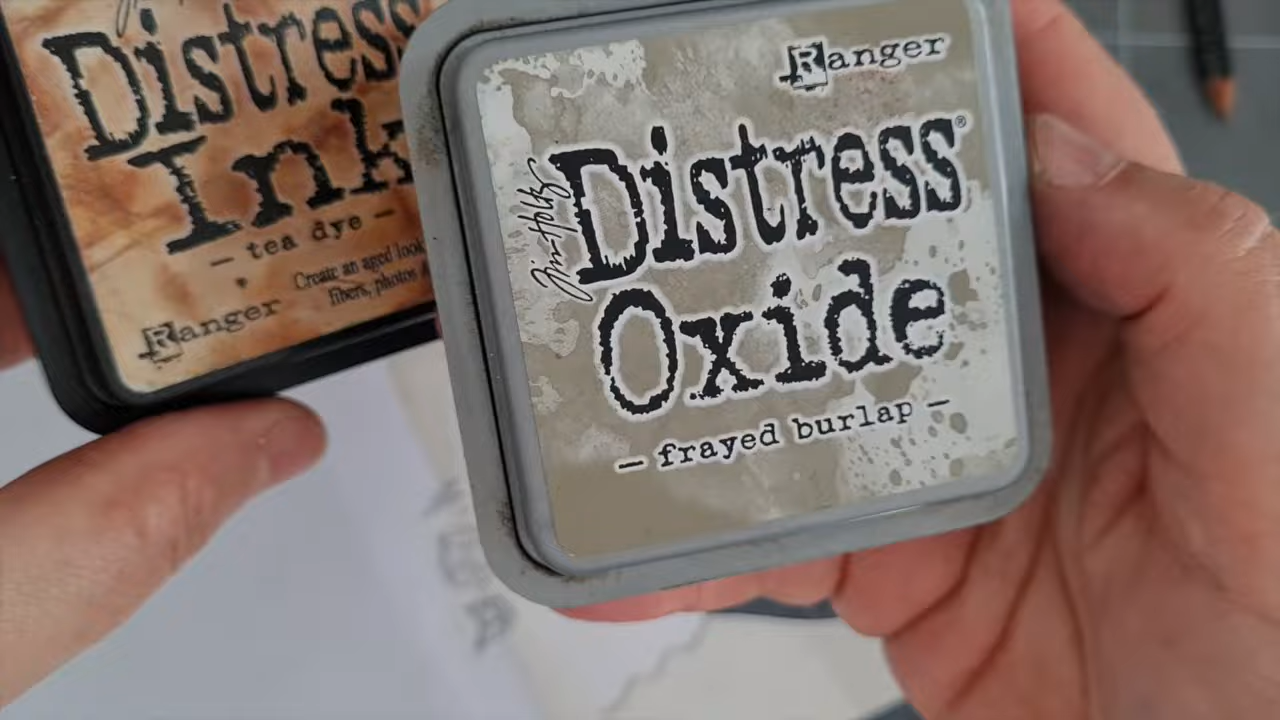 Distress
Ink
— tea dye —
Create an aged look
fibers, photos
Ranger
Ranger
Tim Holtz
Distress®
Oxide
— frayed burlap —